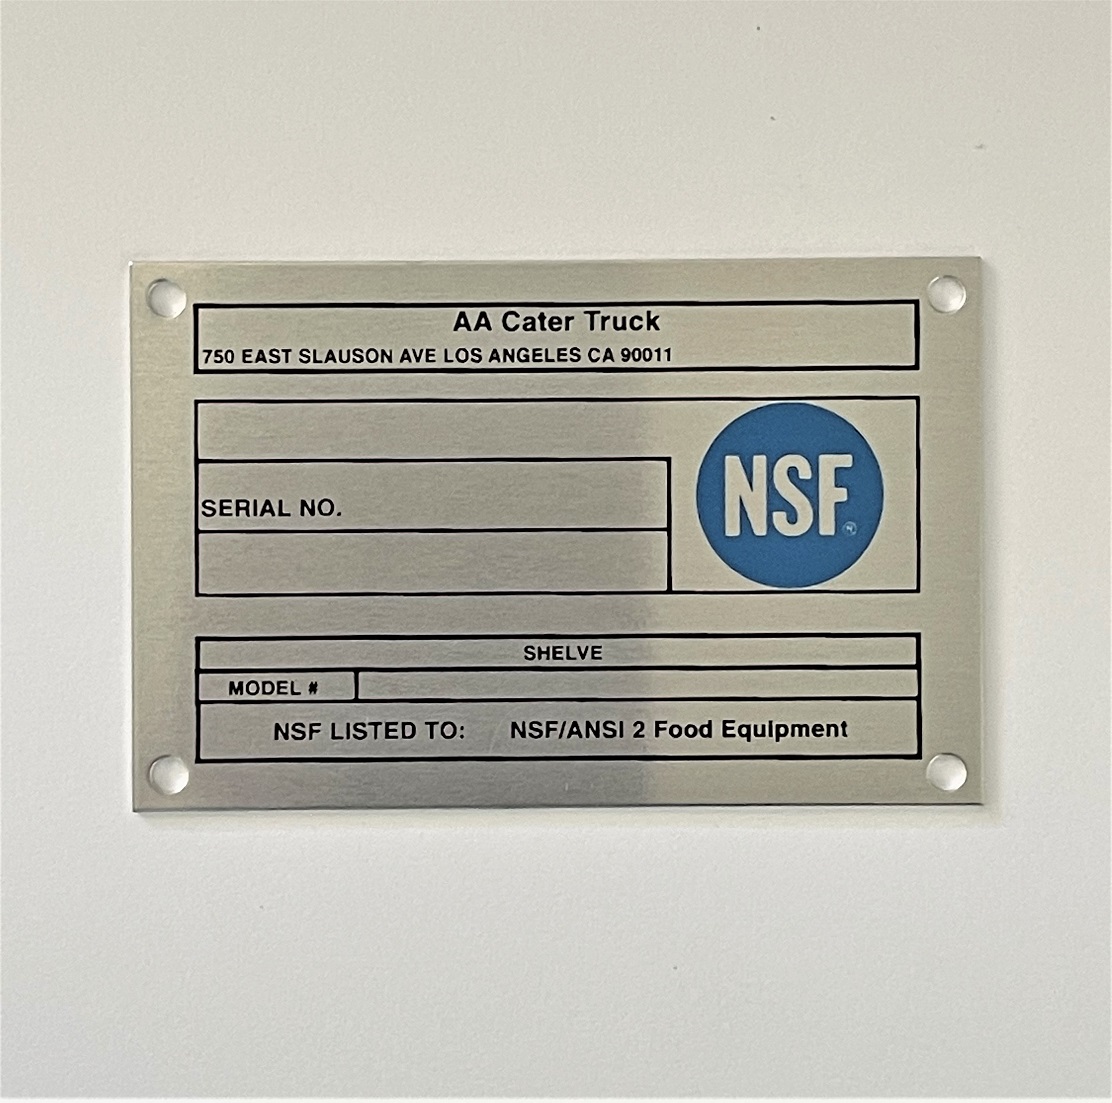 AA Cater Truck
750 EAST SLAUSON AVE LOS ANGELES CA 90011
NSF®
SERIAL NO.
SHELVE
MODEL #
NSF LISTED TO: NSF/ANSI 2 Food Equipment